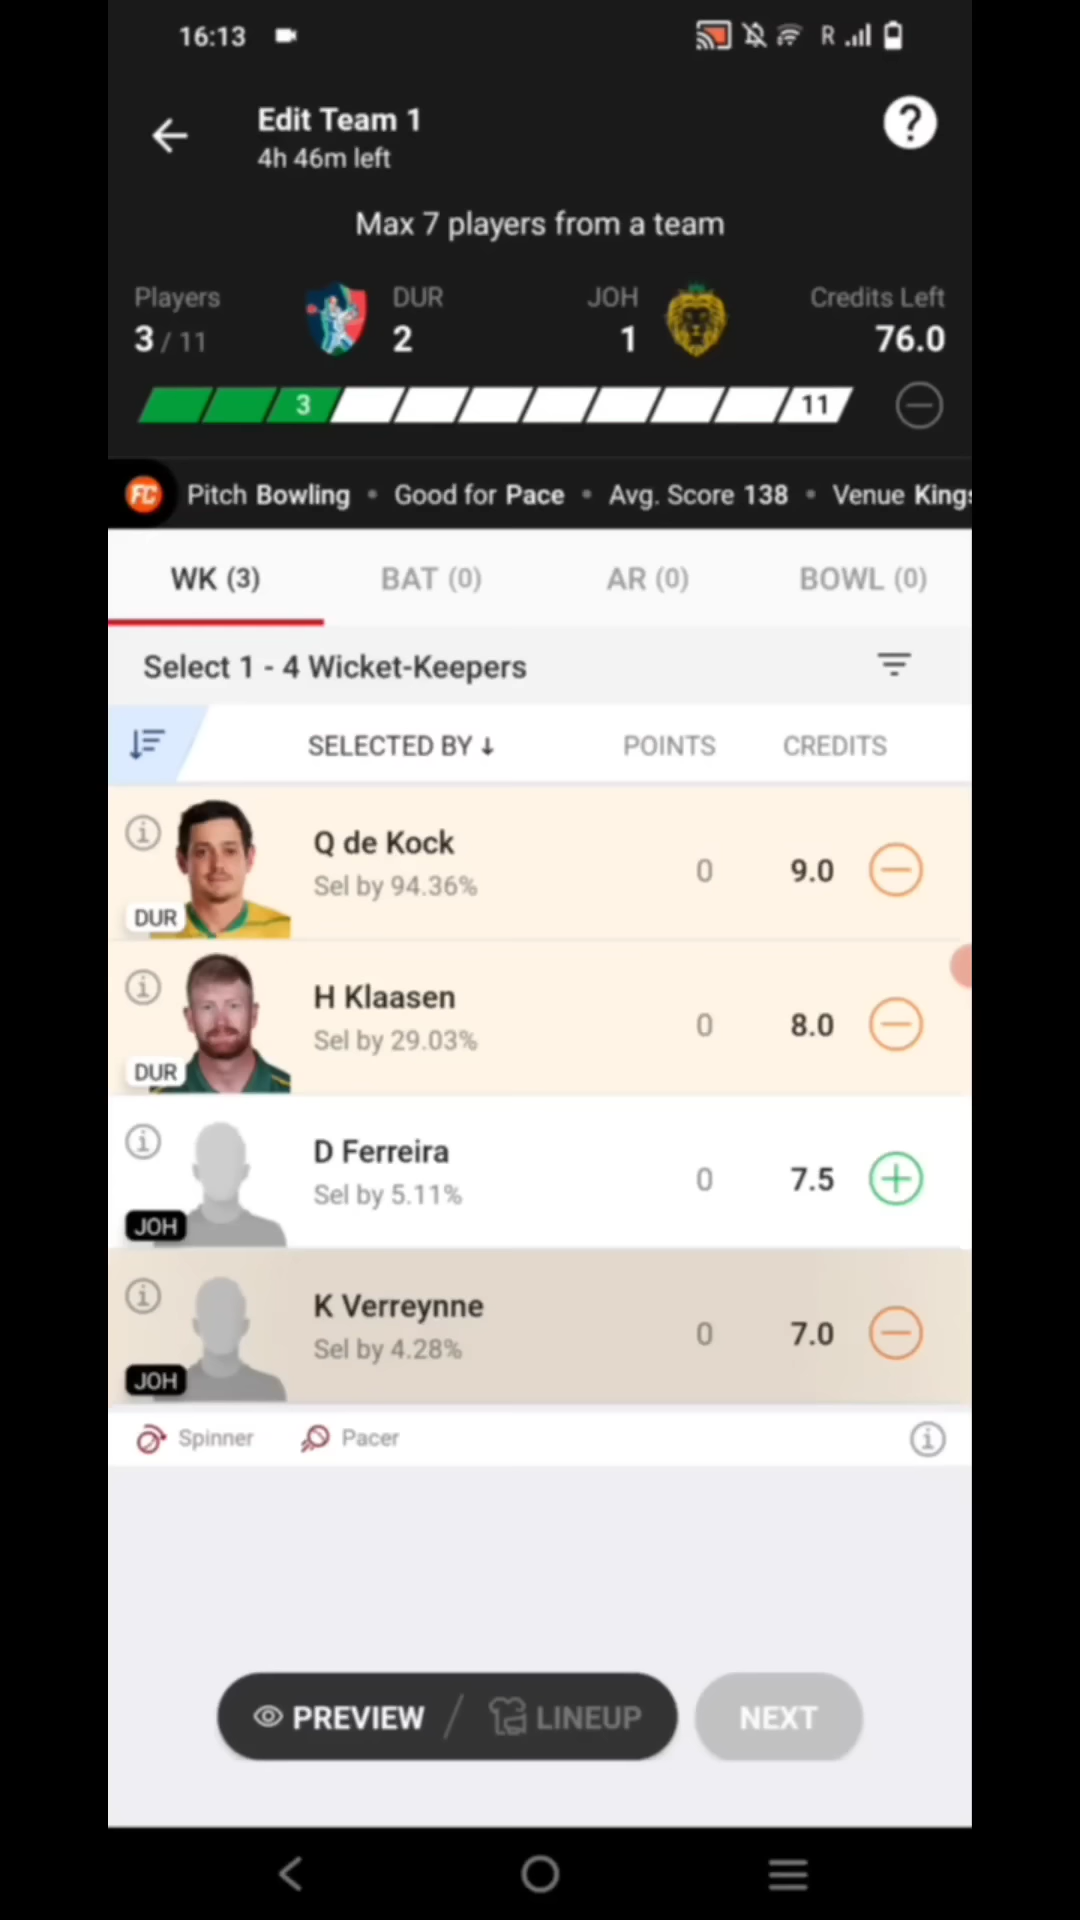 16:13
R
Edit Team 1
4h 46m left
?
Max 7 players from a team
Players
3 / 11
DUR
2
JOH
1
Credits Left
76.0
3
11
FC Pitch Bowling • Good for Pace • Avg. Score 138 • Venue Kings
WK (3)
BAT (0)
AR (0)
BOWL (0)
Select 1 - 4 Wicket-Keepers
SELECTED BY ↓
POINTS
CREDITS
Q de Kock
Sel by 94.36%
0
9.0
DUR
H Klaasen
Sel by 29.03%
0
8.0
DUR
D Ferreira
Sel by 5.11%
0
7.5
JOH
K Verreynne
Sel by 4.28%
0
7.0
JOH
Spinner
Pacer
PREVIEW / LINEUP
NEXT